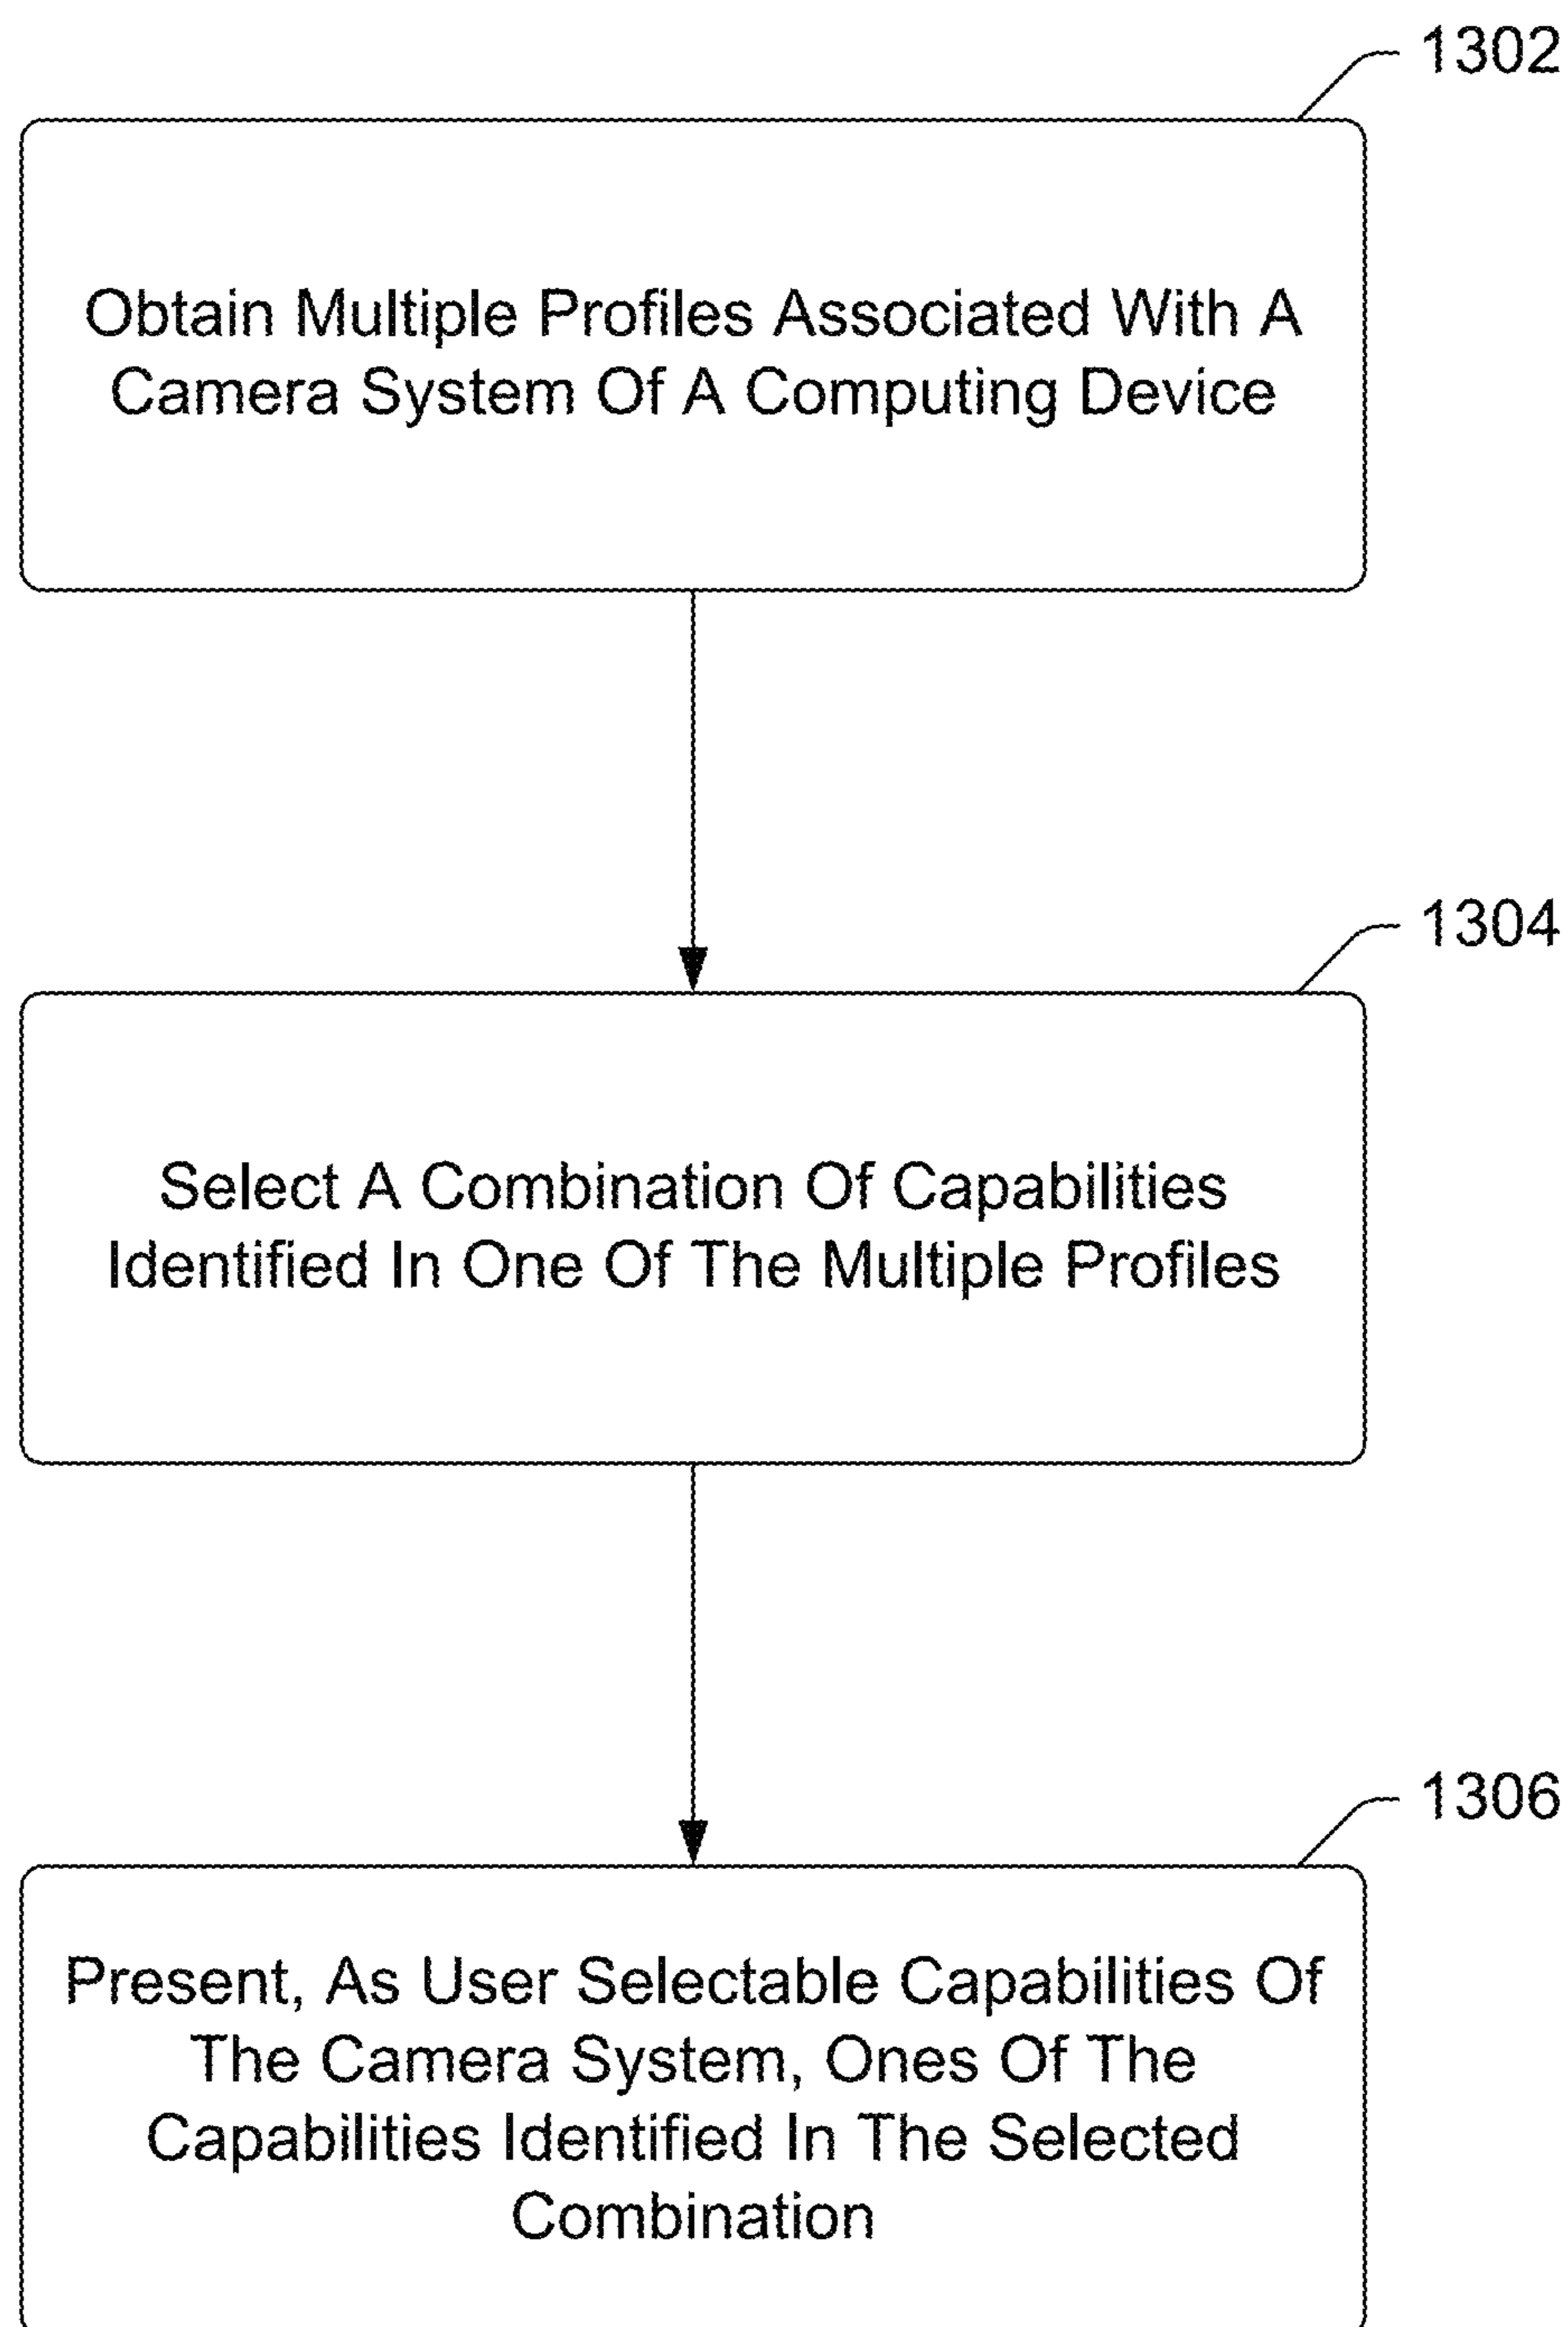 1302
Obtain Multiple Profiles Associated With A
Camera System Of A Computing Device
1304
Select A Combination Of Capabilities
Identified In One Of The Multiple Profiles
1306
Present, As User Selectable Capabilities Of
The Camera System, Ones Of The
Capabilities Identified In The Selected
Combination